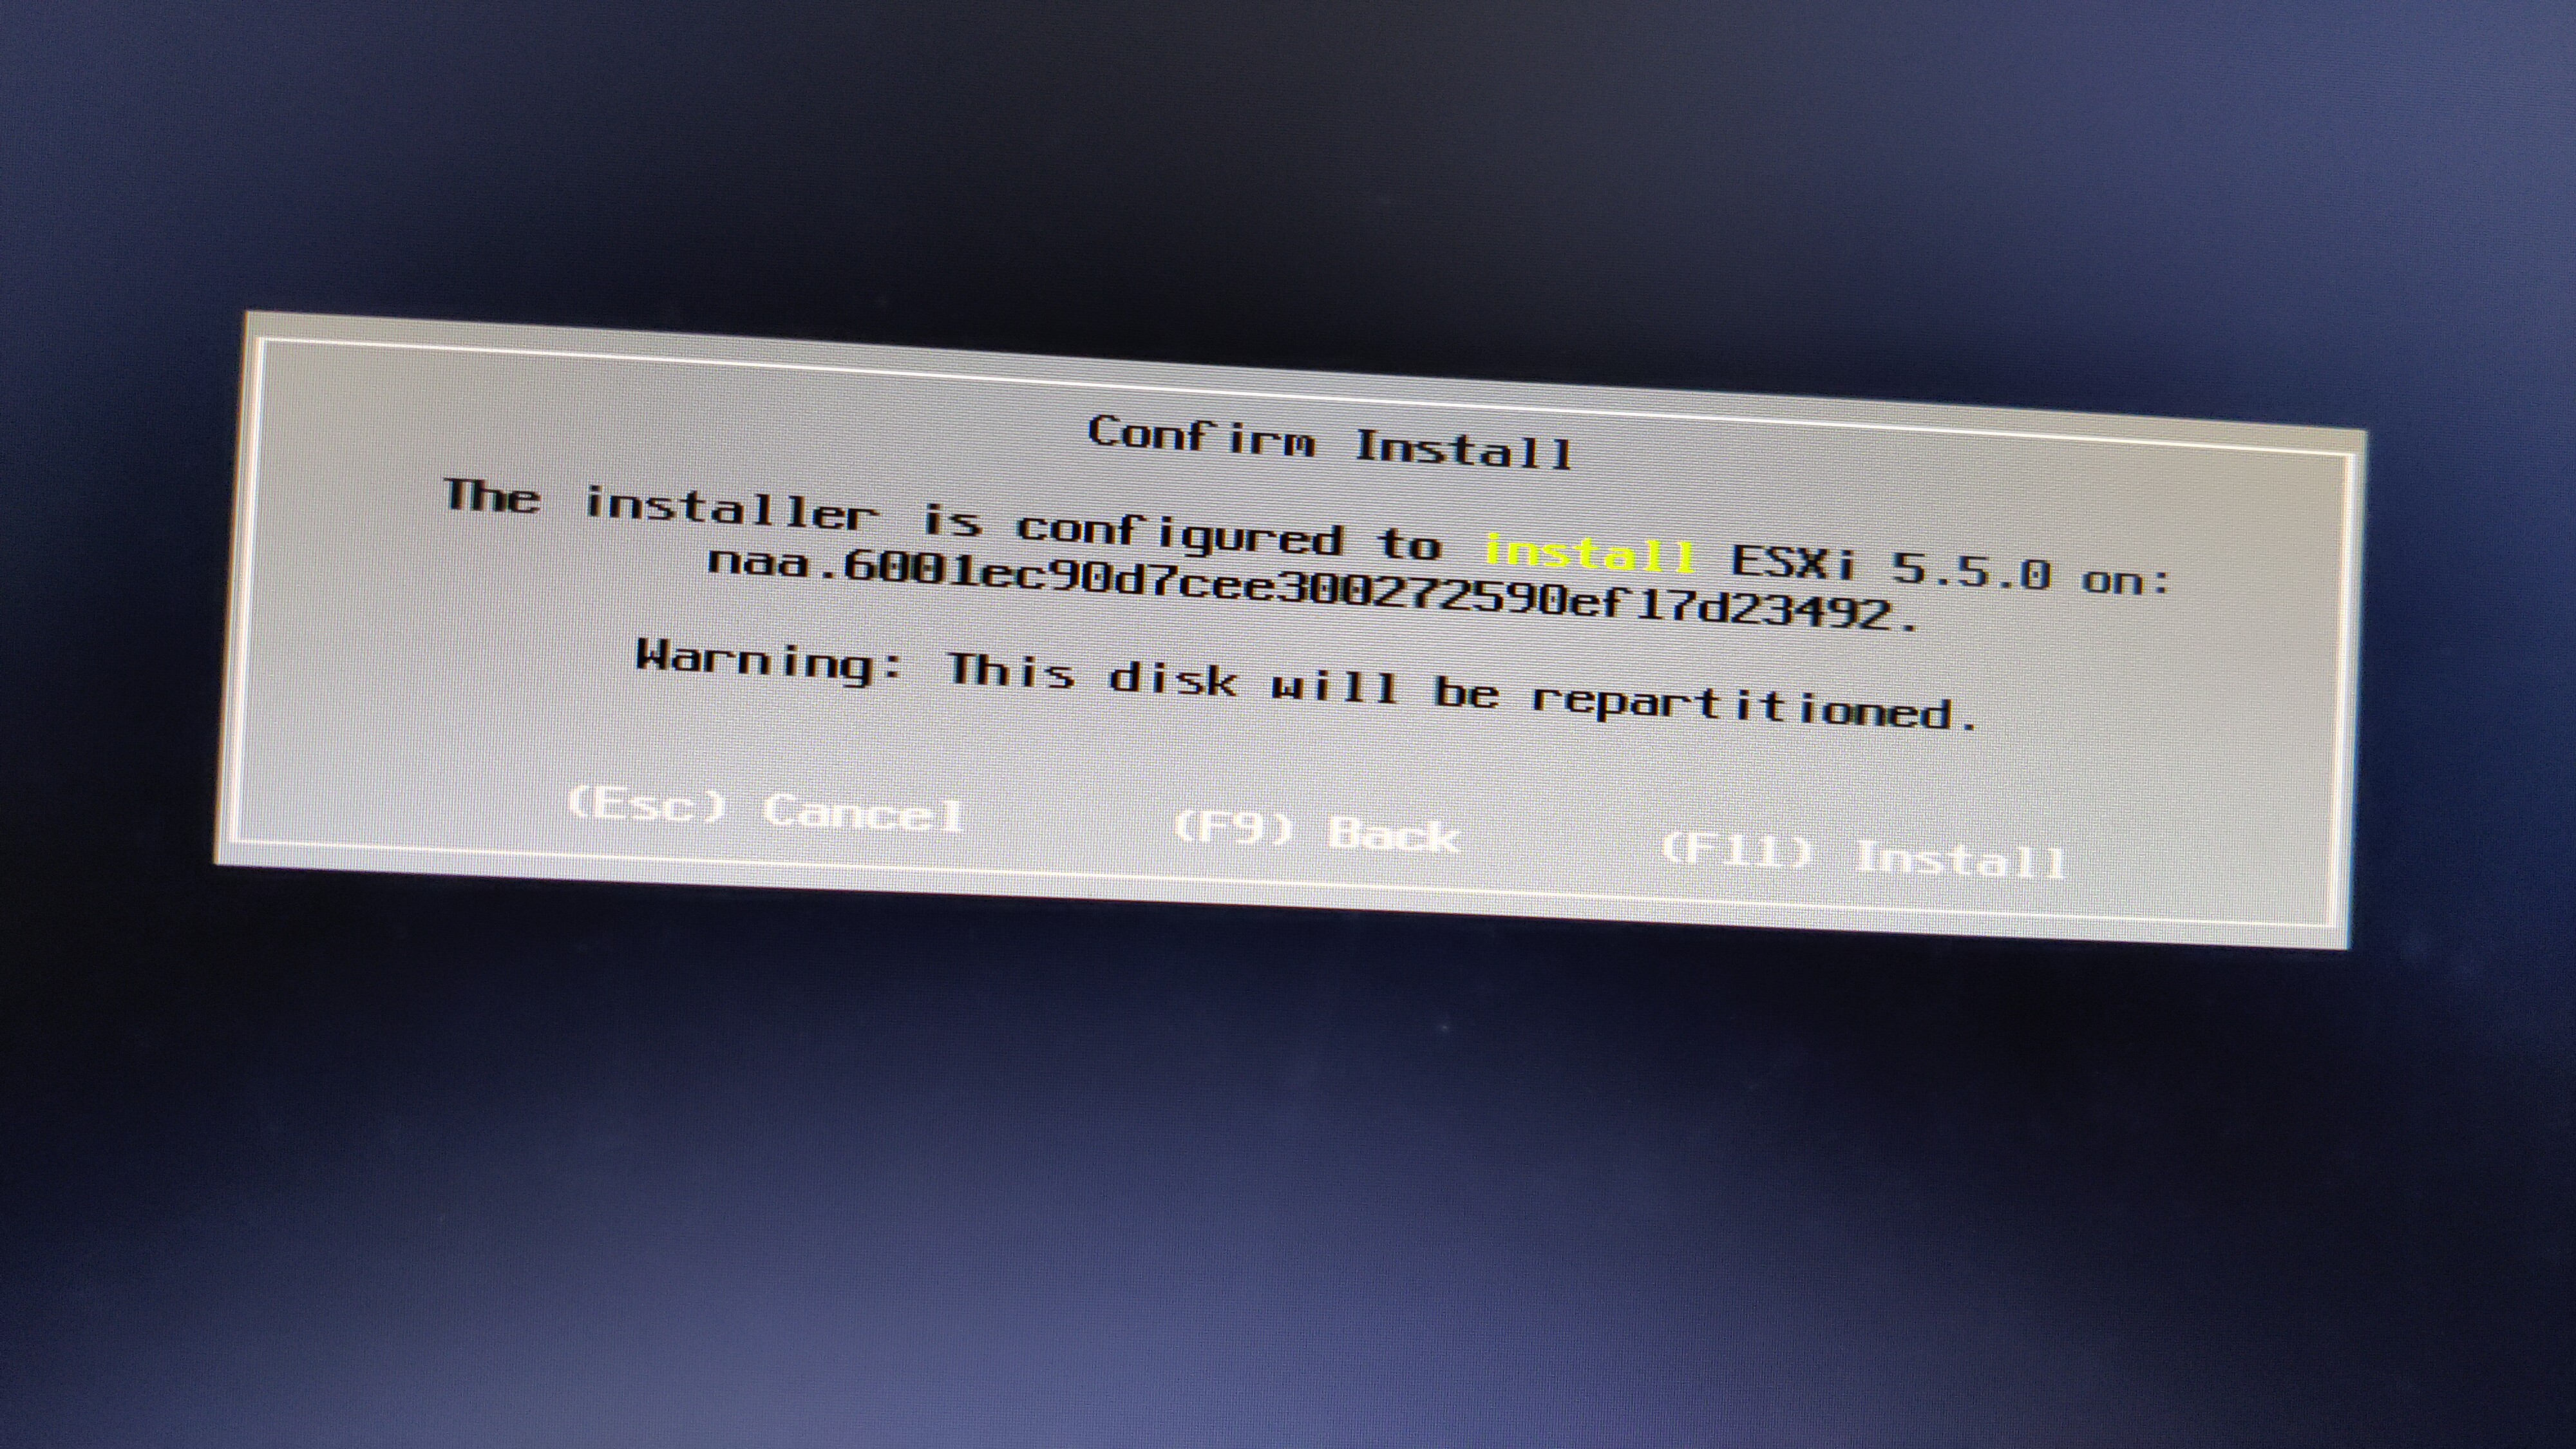 Confirm Install
The installer is configured to install ESXi 5.5.0 on:
naa.6001ec90d7cee300272590ef17d23492.
Warning: This disk will be repartitioned.
(Esc) Cancel (F9) Back (F11) Install